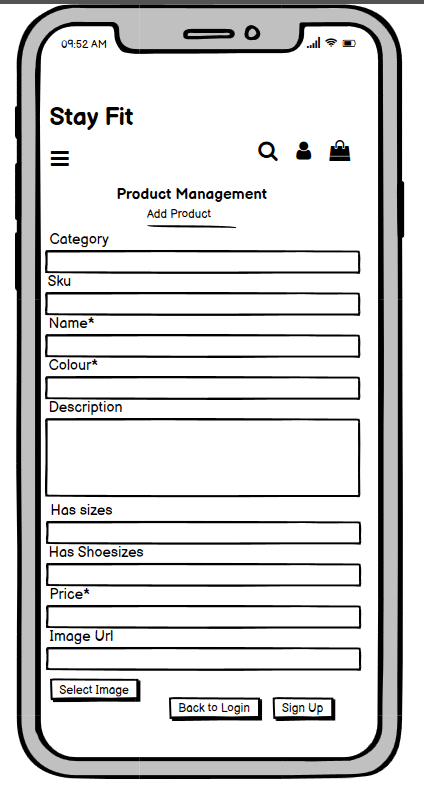 09:52 AM
Stay Fit
Product Management
Add Product
Category
Sku
Name*
Colour*
Description
Has sizes
Has Shoesizes
Price*
Image Url
Select Image
Back to Login
Sign Up